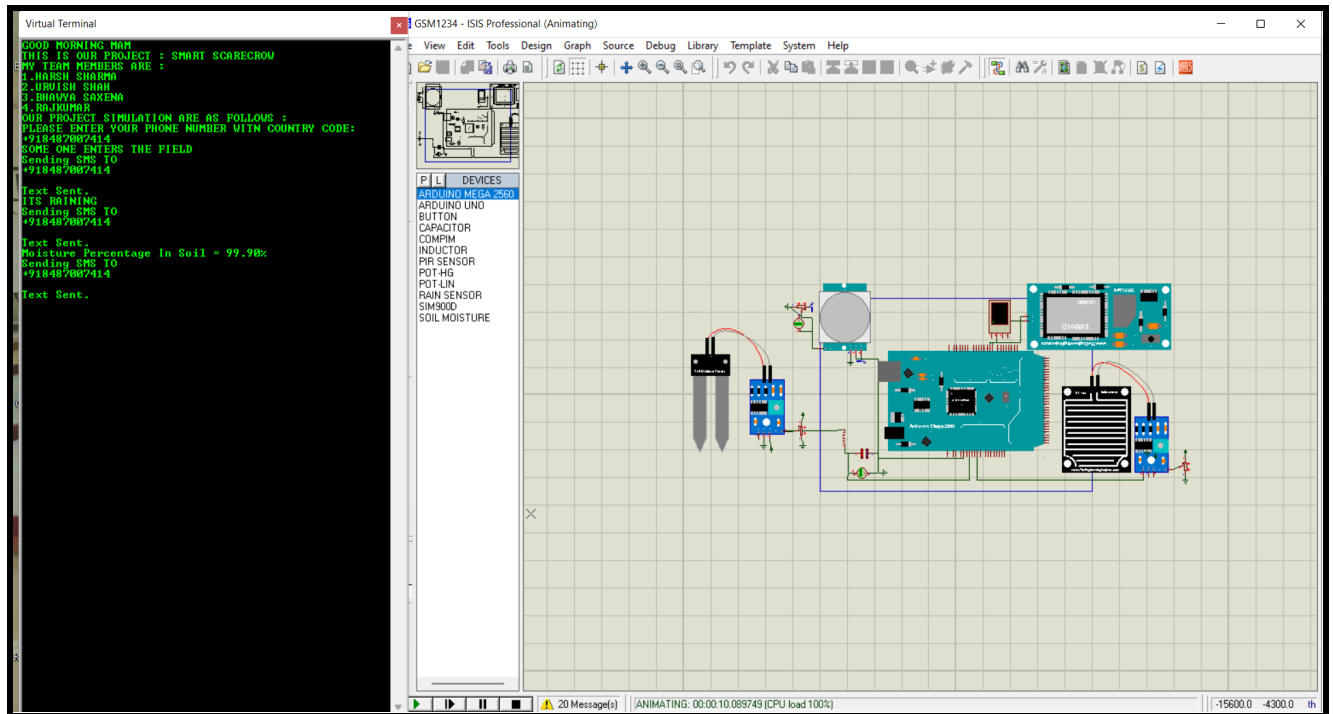 Virtual Terminal
GSM1234 - ISIS Professional (Animating)
GOOD MORNING MAM
THIS IS OUR PROJECT : SMART SCARECROW
MY TEAM MEMBERS ARE :
1.HARSH SHARMA
2.URVISH SHAH
3.BHAVYA SAXENA
4.RAJKUMAR
OUR PROJECT SIMULATION ARE AS FOLLOWS :
PLEASE ENTER YOUR PHONE NUMBER WITN COUNTRY CODE:
+918487007414
SOME ONE ENTERS THE FIELD
Sending SMS TO
+918487007414
Text Sent.
ITS RAINING
Sending SMS TO
+918487007414
Text Sent.
Moisture Percentage In Soil = 99.90%
Sending SMS TO
+918487007414
Text Sent.
View Edit Tools Design Graph Source Debug Library Template System Help
P L DEVICES
ARDUINO MEGA 2560
ARDUINO UNO
BUTTON
CAPACITOR
COMPIM
INDUCTOR
PIR SENSOR
POT-HG
POT-LIN
RAIN SENSOR
SIM900D
SOIL MOISTURE
Arduino Mega 2560
20 Message(s)
ANIMATING: 00:00:10.089749 (CPU load 100%)
-15600.0 -4300.0 th